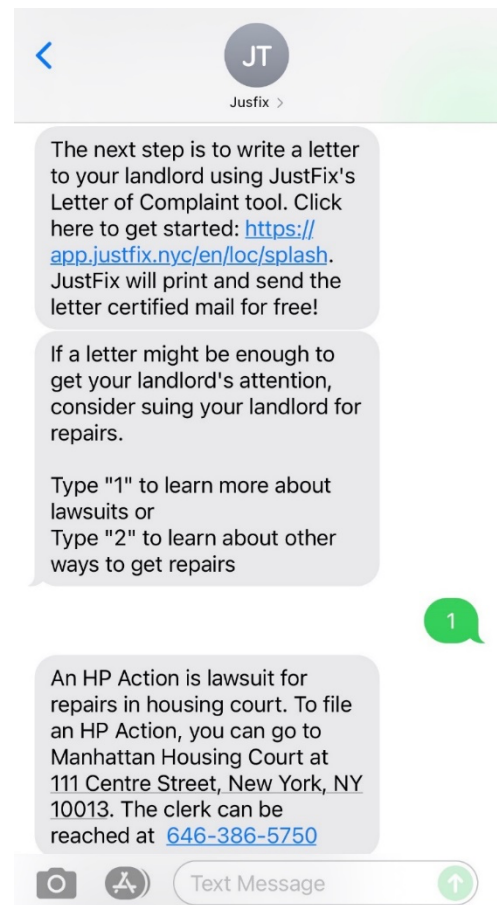 JT
Jusfix >
The next step is to write a letter
to your landlord using JustFix's
Letter of Complaint tool. Click
here to get started: https://
app.justfix.nyc/en/loc/splash.
JustFix will print and send the
letter certified mail for free!
If a letter might be enough to
get your landlord's attention,
consider suing your landlord for
repairs.
Type "1" to learn more about
lawsuits or
Type "2" to learn about other
ways to get repairs
1
An HP Action is lawsuit for
repairs in housing court. To file
an HP Action, you can go to
Manhattan Housing Court at
111 Centre Street, New York, NY
10013. The clerk can be
reached at 646-386-5750
Text Message